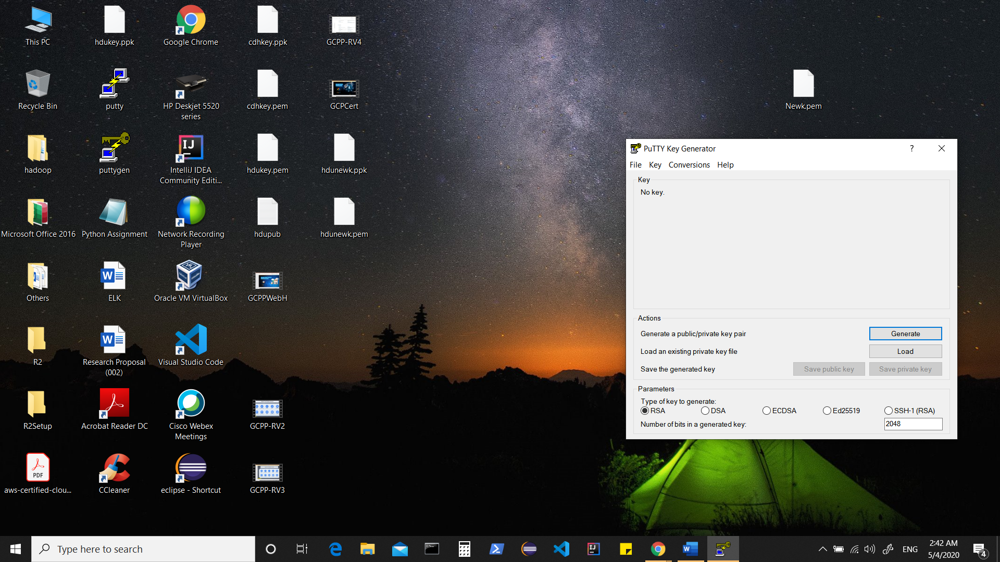 This PC
hdukey.ppk
Google Chrome
cdhkey.ppk
GCPP-RV4
Recycle Bin
putty
HP Deskjet 5520
series
cdhkey.pem
GCPCert
Newk.pem
hadoop
puttygen
IntelliJ IDEA
Community Editi...
hdukey.pem
hdunewk.ppk
Microsoft Office 2016
Python Assignment
Network Recording
Player
hdupub
hdunewk.pem
Others
ELK
Oracle VM VirtualBox
GCPPWebH
R2
Research Proposal
(002)
Visual Studio Code
R2Setup
Acrobat Reader DC
Cisco Webex
Meetings
GCPP-RV2
PDF
aws-certified-clou...
CCleaner
eclipse - Shortcut
GCPP-RV3
PuTTY Key Generator
?
File Key Conversions Help
Key
No key.
Actions
Generate a public/private key pair
Generate
Load an existing private key file
Load
Save the generated key
Save public key
Save private key
Parameters
Type of key to generate:
RSA DSA ECDSA Ed25519 SSH-1 (RSA)
Number of bits in a generated key:
2048
Type here to search
ENG
2:42 AM
5/4/2020
4